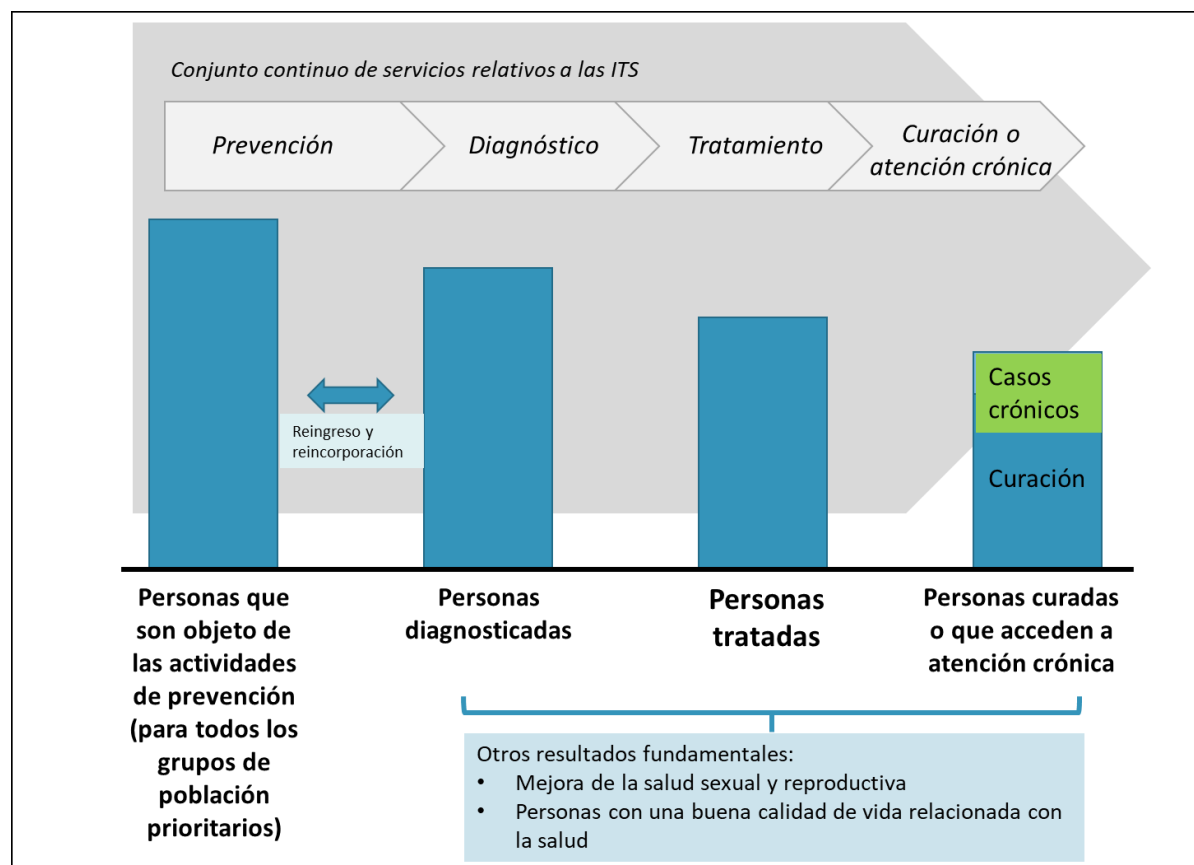 Conjunto continuo de servicios relativos a las ITS
Prevención
Diagnóstico
Tratamiento
Curación o
atención crónica
Reingreso y
reincorporación
Casos
crónicos
Curación
Personas que
son objeto de
las actividades
de prevención
(para todos los
grupos de
población
prioritarios)
Personas
diagnosticadas
Personas
tratadas
Personas curadas
o que acceden a
atención crónica
Otros resultados fundamentales:
• Mejora de la salud sexual y reproductiva
• Personas con una buena calidad de vida relacionada con
la salud